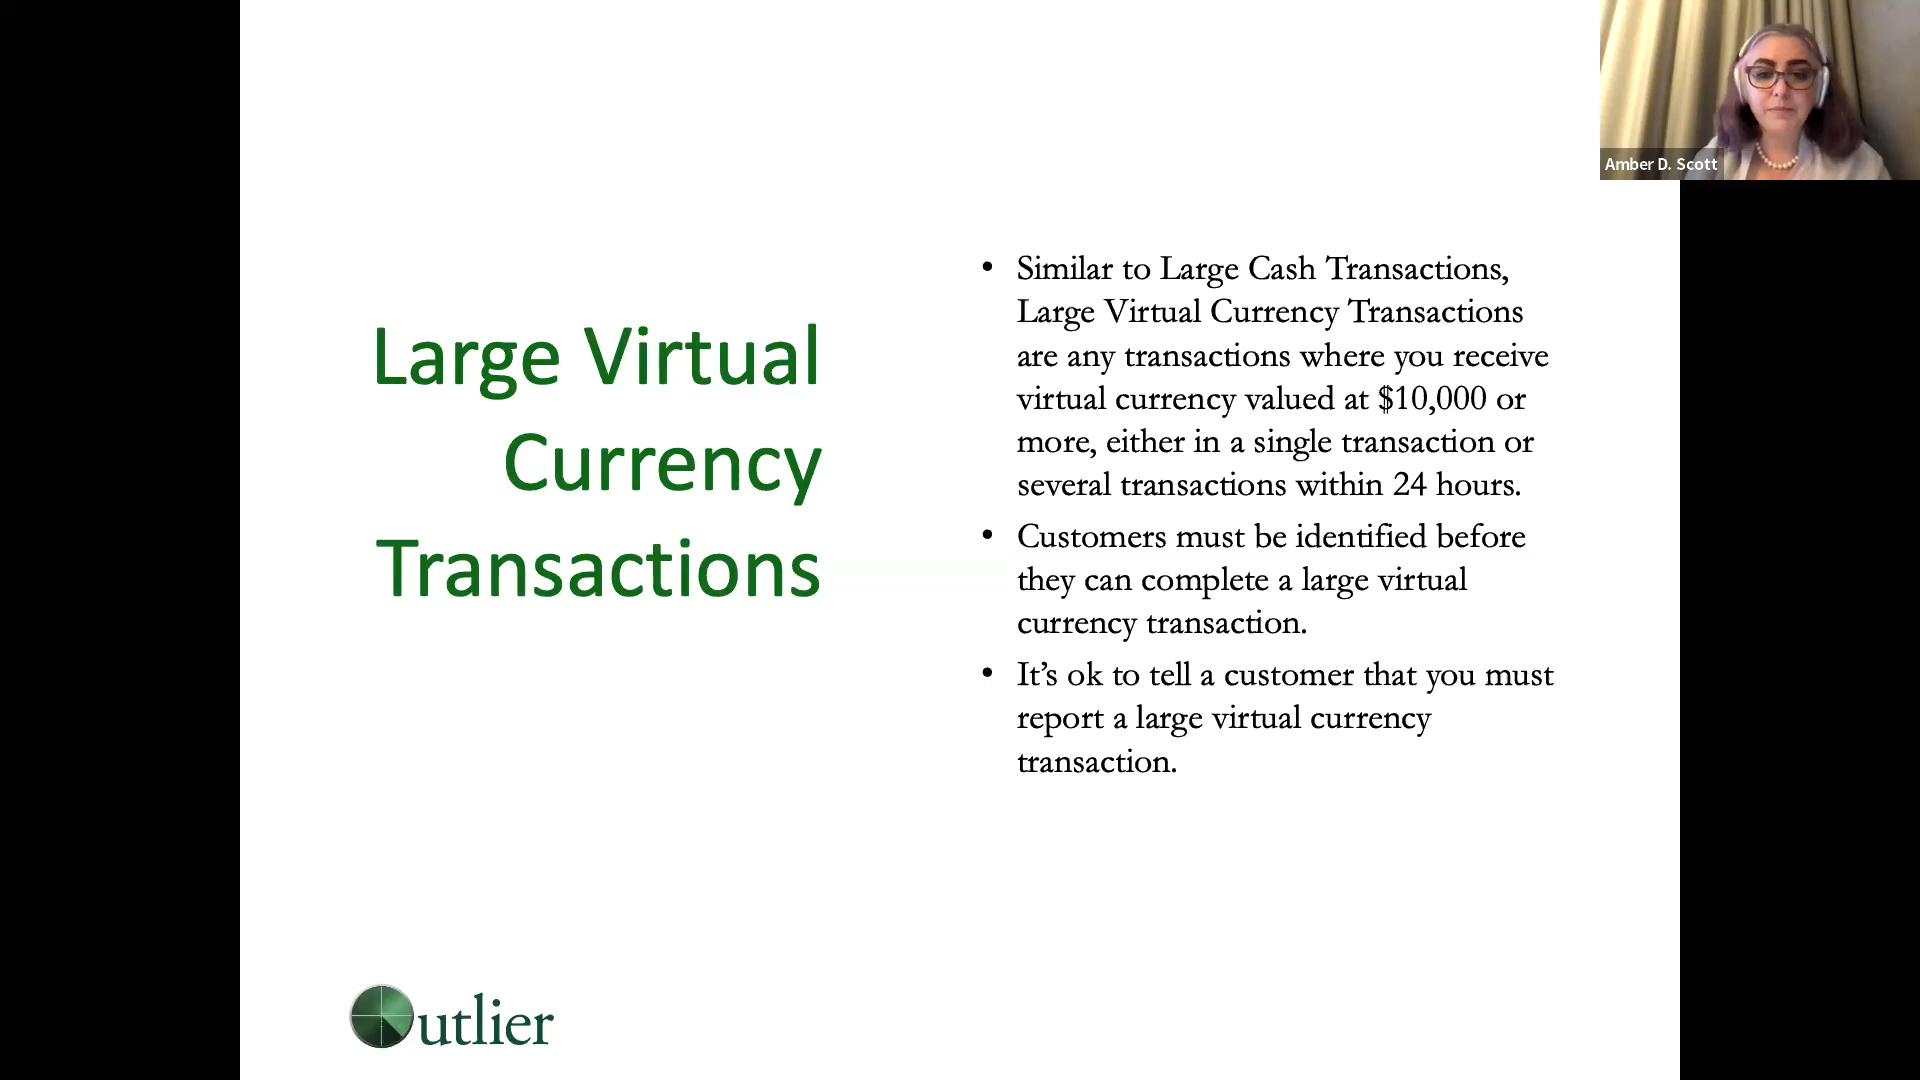 Amber D. Scott
Large Virtual
Currency
Transactions
• Similar to Large Cash Transactions,
Large Virtual Currency Transactions
are any transactions where you receive
virtual currency valued at $10,000 or
more, either in a single transaction or
several transactions within 24 hours.
• Customers must be identified before
they can complete a large virtual
currency transaction.
• It’s ok to tell a customer that you must
report a large virtual currency
transaction.
Outlier